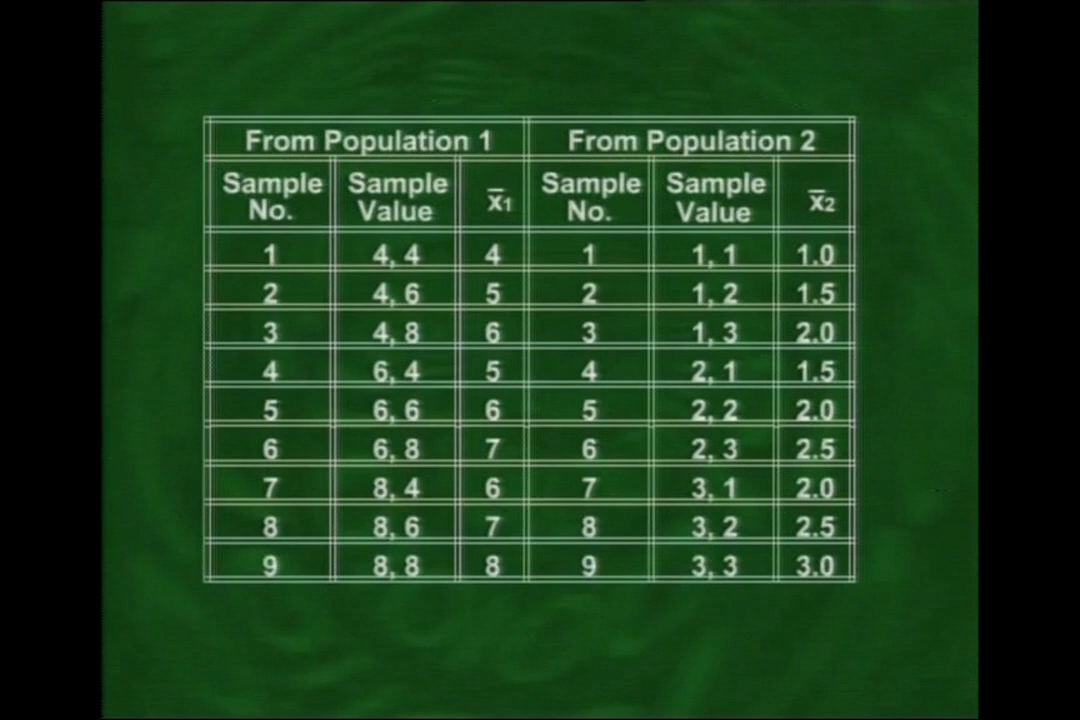 From Population 1 From Population 2
Sample No. Sample Value x̄1 Sample No. Sample Value x̄2
1 4, 4 4 1 1, 1 1.0
2 4, 6 5 2 1, 2 1.5
3 4, 8 6 3 1, 3 2.0
4 6, 4 5 4 2, 1 1.5
5 6, 6 6 5 2, 2 2.0
6 6, 8 7 6 2, 3 2.5
7 8, 4 6 7 3, 1 2.0
8 8, 6 7 8 3, 2 2.5
9 8, 8 8 9 3, 3 3.0